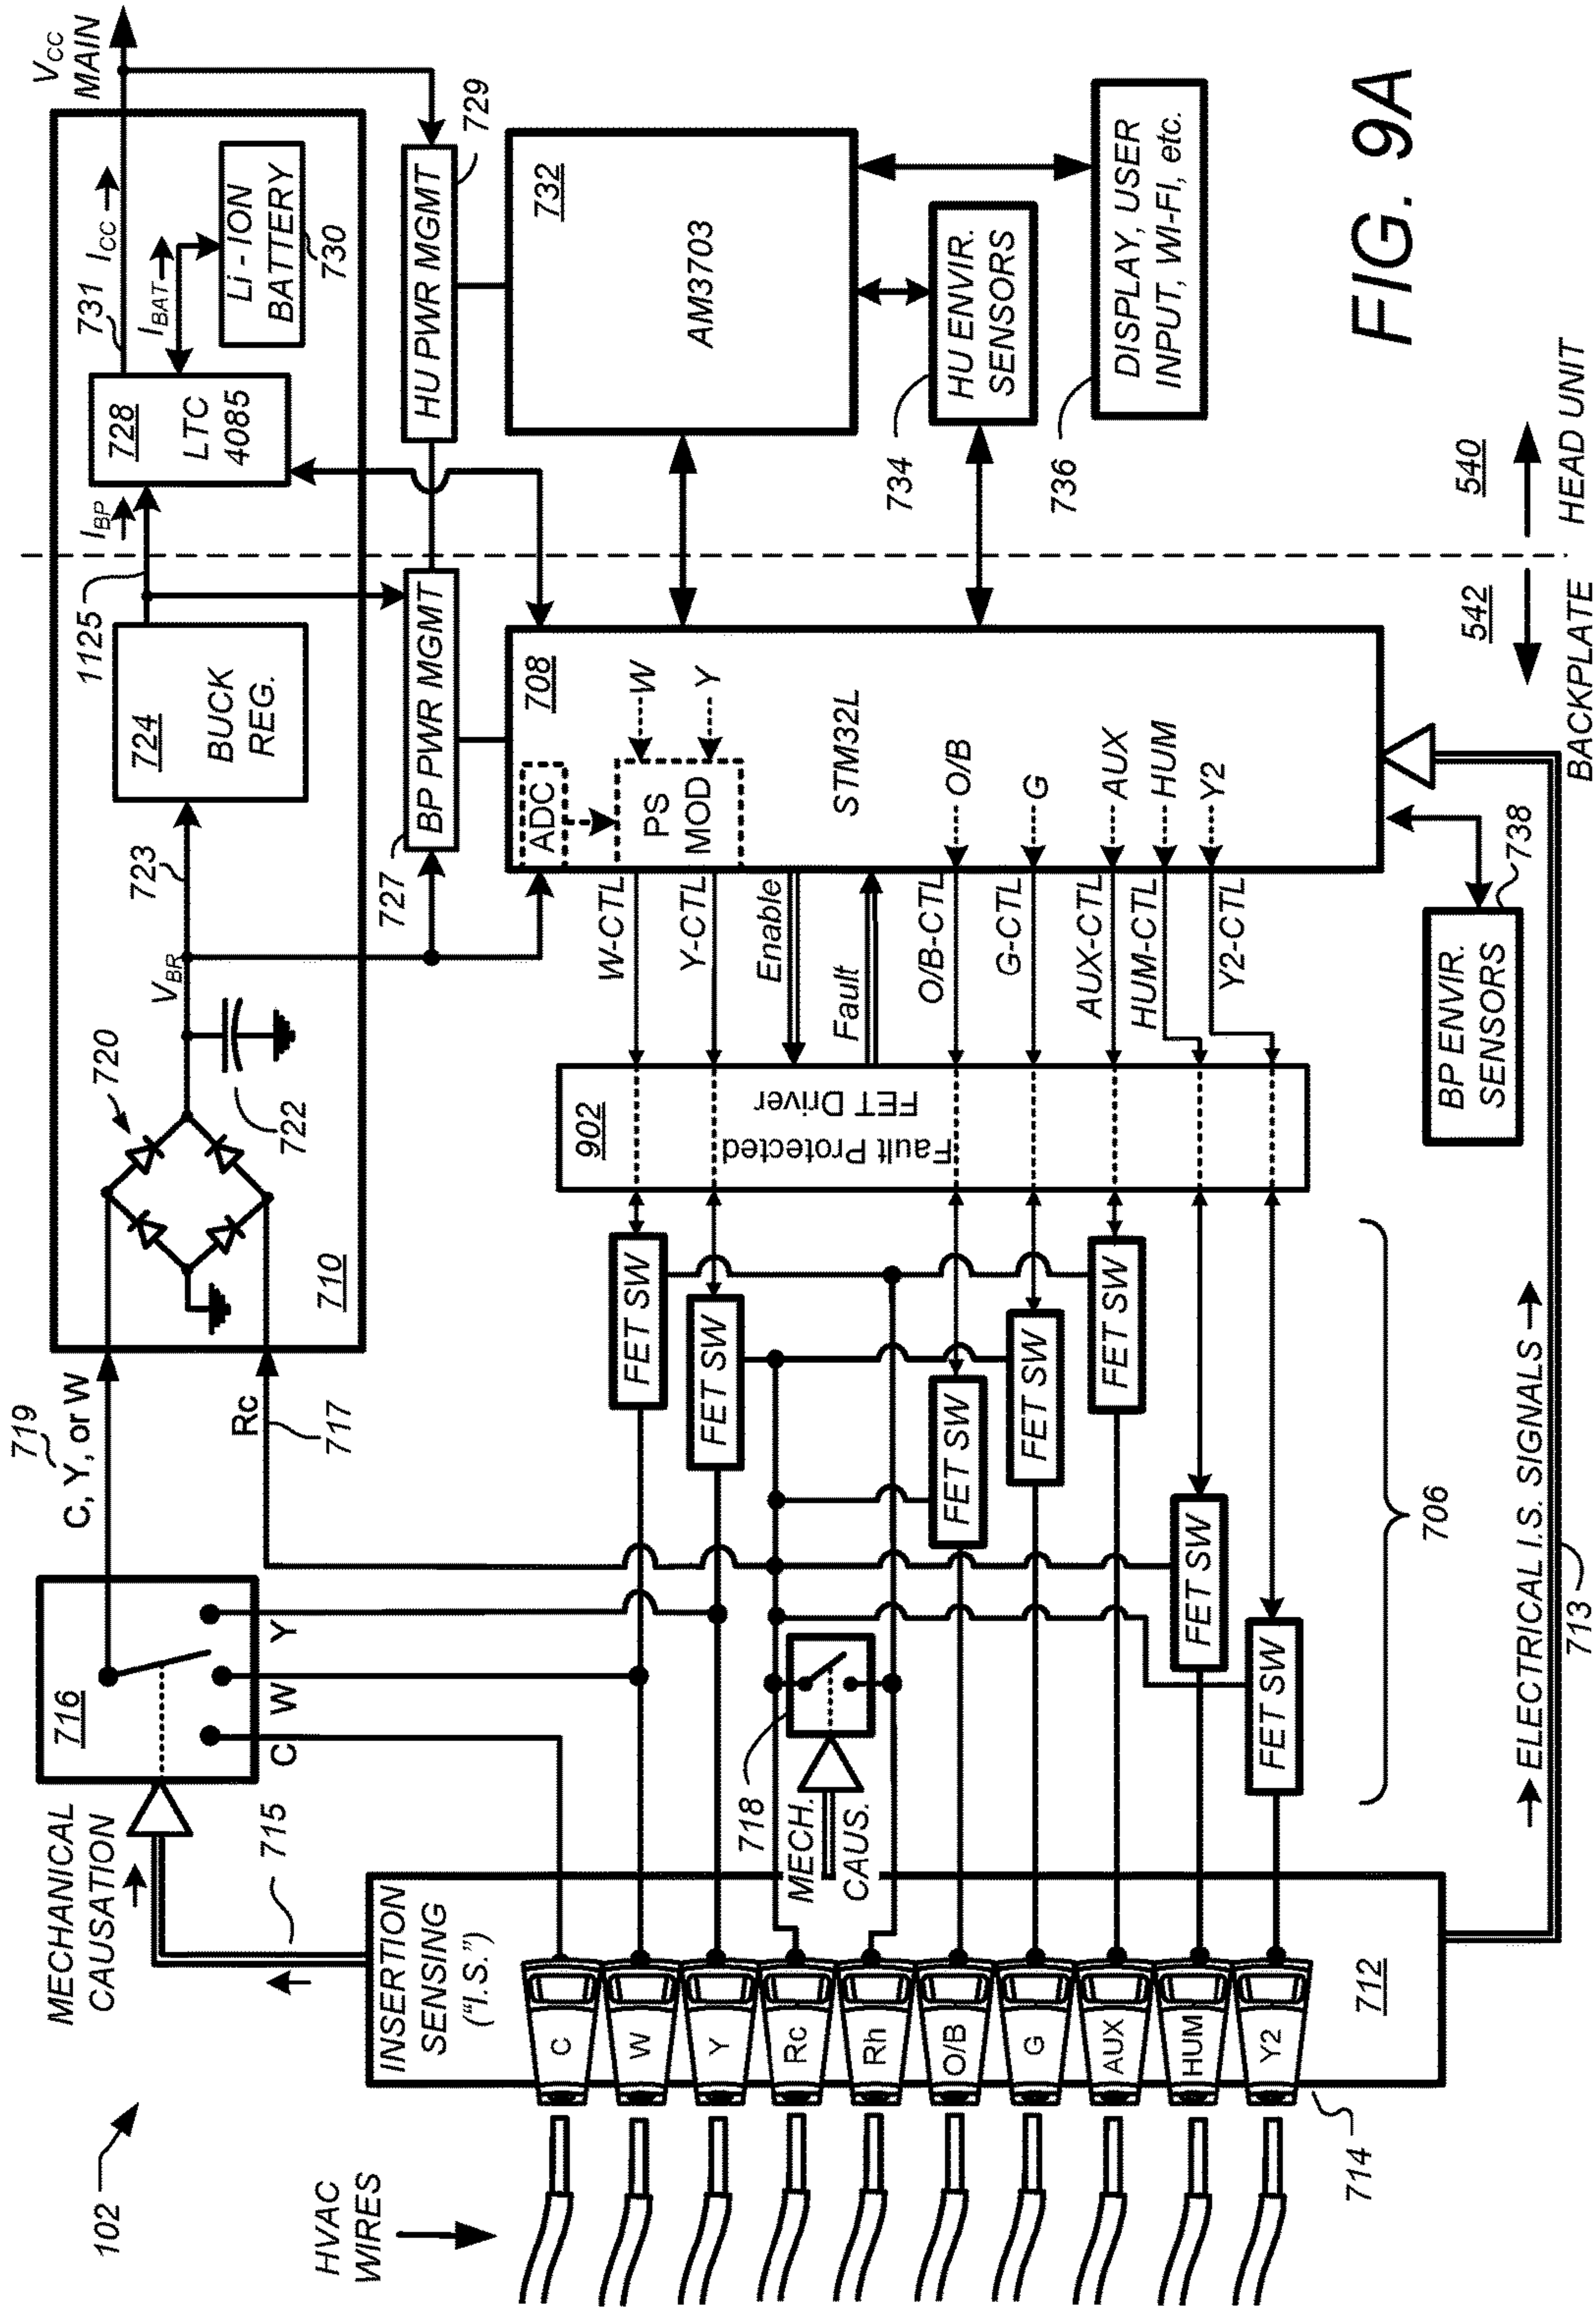 102
HVAC
WIRES
MECHANICAL
CAUSATION
715
716
C
W
Y
719
C, Y, or W
Rc
717
710
720
722
V_BR
723
724
BUCK
REG.
1125
I_BP
728
LTC
4085
731
I_CC
I_BAT
Li - ION
BATTERY
730
V_CC
MAIN
727
BP PWR MGMT
HU PWR MGMT
729
INSERTION
SENSING
("I.S.")
C
W
Y
Rc
Rh
O/B
G
AUX
HUM
Y2
712
714
718
MECH.
CAUS.
FET SW
FET SW
FET SW
FET SW
FET SW
FET SW
FET SW
706
902
Fault Protected
FET Driver
W-CTL
Y-CTL
Enable
Fault
O/B-CTL
G-CTL
AUX-CTL
HUM-CTL
Y2-CTL
ADC
PS
MOD
708
W
Y
STM32L
O/B
G
AUX
HUM
Y2
732
AM3703
734
HU ENVIR.
SENSORS
736
DISPLAY, USER
INPUT, WI-FI, etc.
BP ENVIR.
SENSORS
738
ELECTRICAL I.S. SIGNALS
713
542
BACKPLATE
540
HEAD UNIT
FIG. 9A